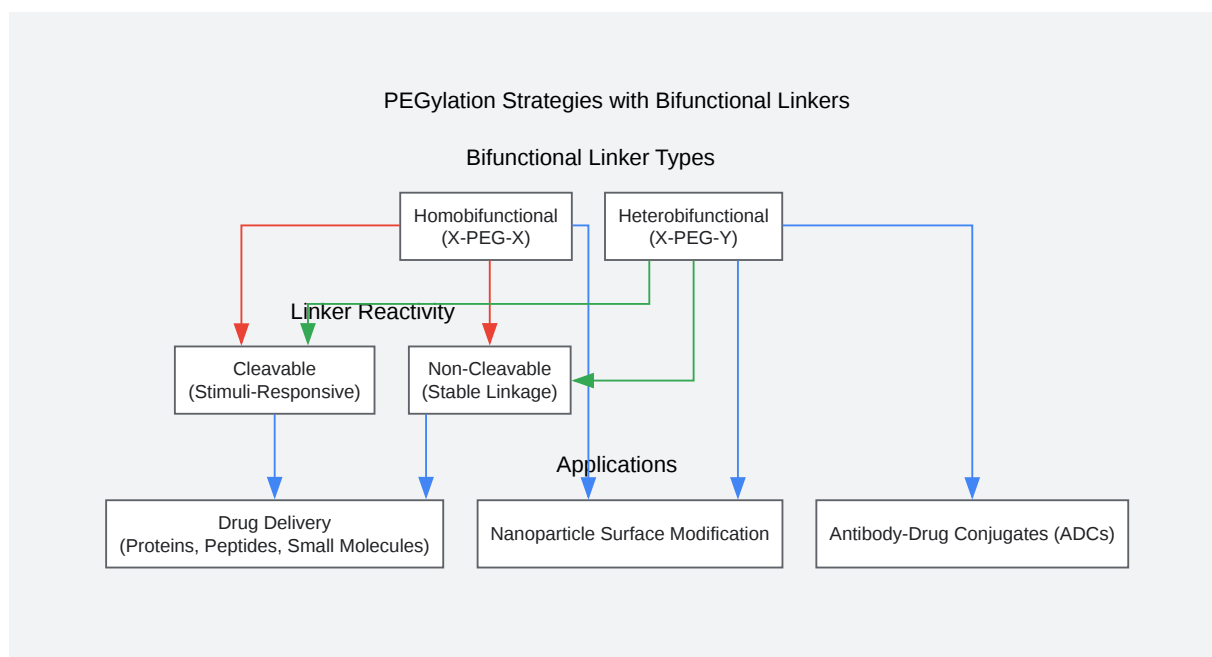 PEGylation Strategies with Bifunctional Linkers
Bifunctional Linker Types
Homobifunctional
(X-PEG-X)
Heterobifunctional
(X-PEG-Y)
Linker Reactivity
Cleavable
(Stimuli-Responsive)
Non-Cleavable
(Stable Linkage)
Applications
Drug Delivery
(Proteins, Peptides, Small Molecules)
Nanoparticle Surface Modification
Antibody-Drug Conjugates (ADCs)